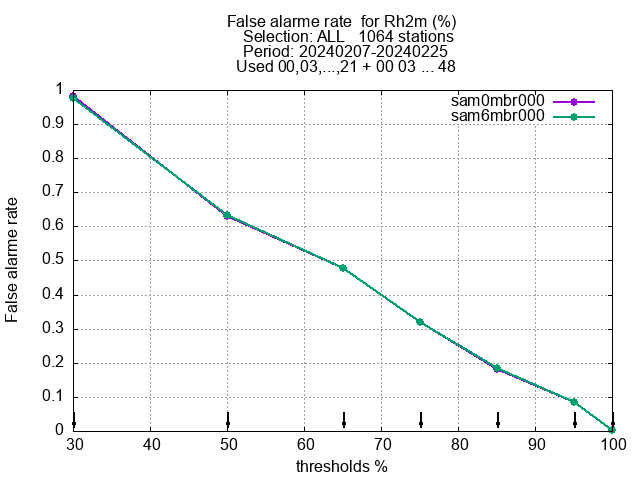 False alarme rate  for Rh2m (%)
Selection: ALL   1064 stations
Period: 20240207-20240225
Used 00,03,...,21 + 00 03 ... 48
sam0mbr000
sam6mbr000
1
0.9
0.8
0.7
0.6
0.5
0.4
0.3
0.2
0.1
0
False alarme rate
30 40 50 60 70 80 90 100
thresholds %